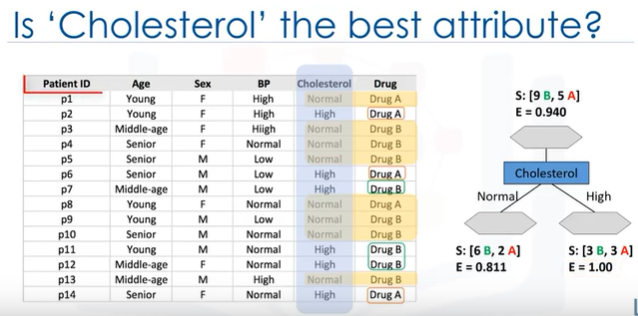 Is ‘Cholesterol’ the best attribute?
Patient ID Age Sex BP Cholesterol Drug
p1 Young F High Normal Drug A
p2 Young F High High Drug A
p3 Middle-age F Hiigh Normal Drug B
p4 Senior F Normal Normal Drug B
p5 Senior M Low Normal Drug B
p6 Senior M Low High Drug A
p7 Middle-age M Low High Drug B
p8 Young F Normal Normal Drug A
p9 Young M Low Normal Drug B
p10 Senior M Normal Normal Drug B
p11 Young M Normal High Drug B
p12 Middle-age F Normal High Drug B
p13 Middle-age M High Normal Drug B
p14 Senior F Normal High Drug A
S: [9 B, 5 A]
E = 0.940
Cholesterol
Normal High
S: [6 B, 2 A] S: [3 B, 3 A]
E = 0.811 E = 1.00